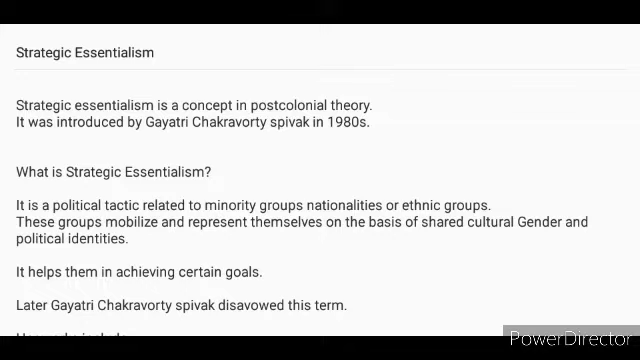 Strategic Essentialism
Strategic essentialism is a concept in postcolonial theory.
It was introduced by Gayatri Chakravorty spivak in 1980s.
What is Strategic Essentialism?
It is a political tactic related to minority groups nationalities or ethnic groups.
These groups mobilize and represent themselves on the basis of shared cultural Gender and
political identities.
It helps them in achieving certain goals.
Later Gayatri Chakravorty spivak disavowed this term.
PowerDirector